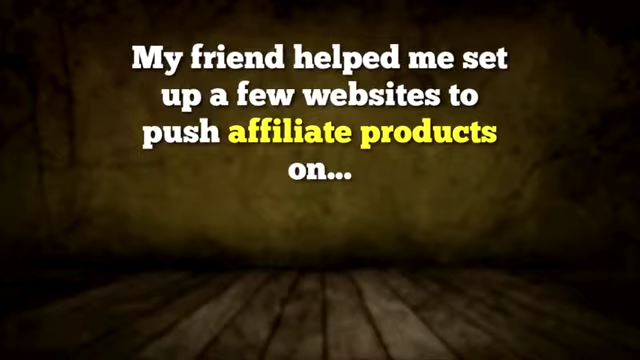 My friend helped me set
up a few websites to
push affiliate products
on...